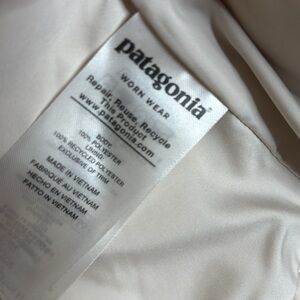 patagonia
WORN WEAR
Repair, Reuse, Recycle
This Product
www.patagonia.com
BODY:
100% POLYESTER
LINING:
100% RECYCLED POLYESTER
EXCLUSIVE OF TRIM
MADE IN VIETNAM
FABRIQUÉ AU VIETNAM
HECHO EN VIETNAM
FATTO IN VIETNAM